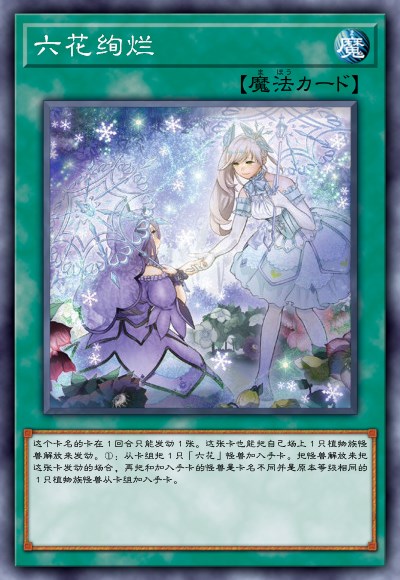 六花绚烂
魔
【魔法カード】
まほう
这个卡名的卡在1回合只能发动1张。这张卡也能把自己场上1只植物族怪
兽解放来发动。①：从卡组把1只「六花」怪兽加入手卡。把怪兽解放来把
这张卡发动的场合，再把和加入手卡的怪兽是卡名不同并是原本等级相同的
1只植物族怪兽从卡组加入手卡。